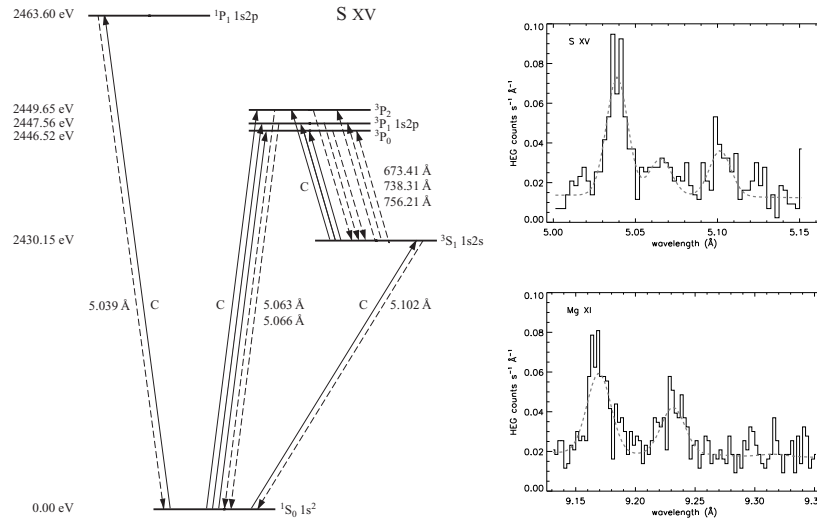 S XV
2463.60 eV
¹P₁ 1s2p
2449.65 eV
³P₂
2447.56 eV
³P₁ 1s2p
2446.52 eV
³P₀
673.41 Å
C
738.31 Å
756.21 Å
2430.15 eV
³S₁ 1s2s
5.039 Å C
C 5.063 Å
5.066 Å
C 5.102 Å
0.00 eV
¹S₀ 1s²
S XV
HEG counts s⁻¹ Å⁻¹
0.10
0.08
0.06
0.04
0.02
0.00
5.00 5.05 5.10 5.15
wavelength (Å)
Mg XI
HEG counts s⁻¹ Å⁻¹
0.10
0.08
0.06
0.04
0.02
0.00
9.15 9.20 9.25 9.30
wavelength (Å)